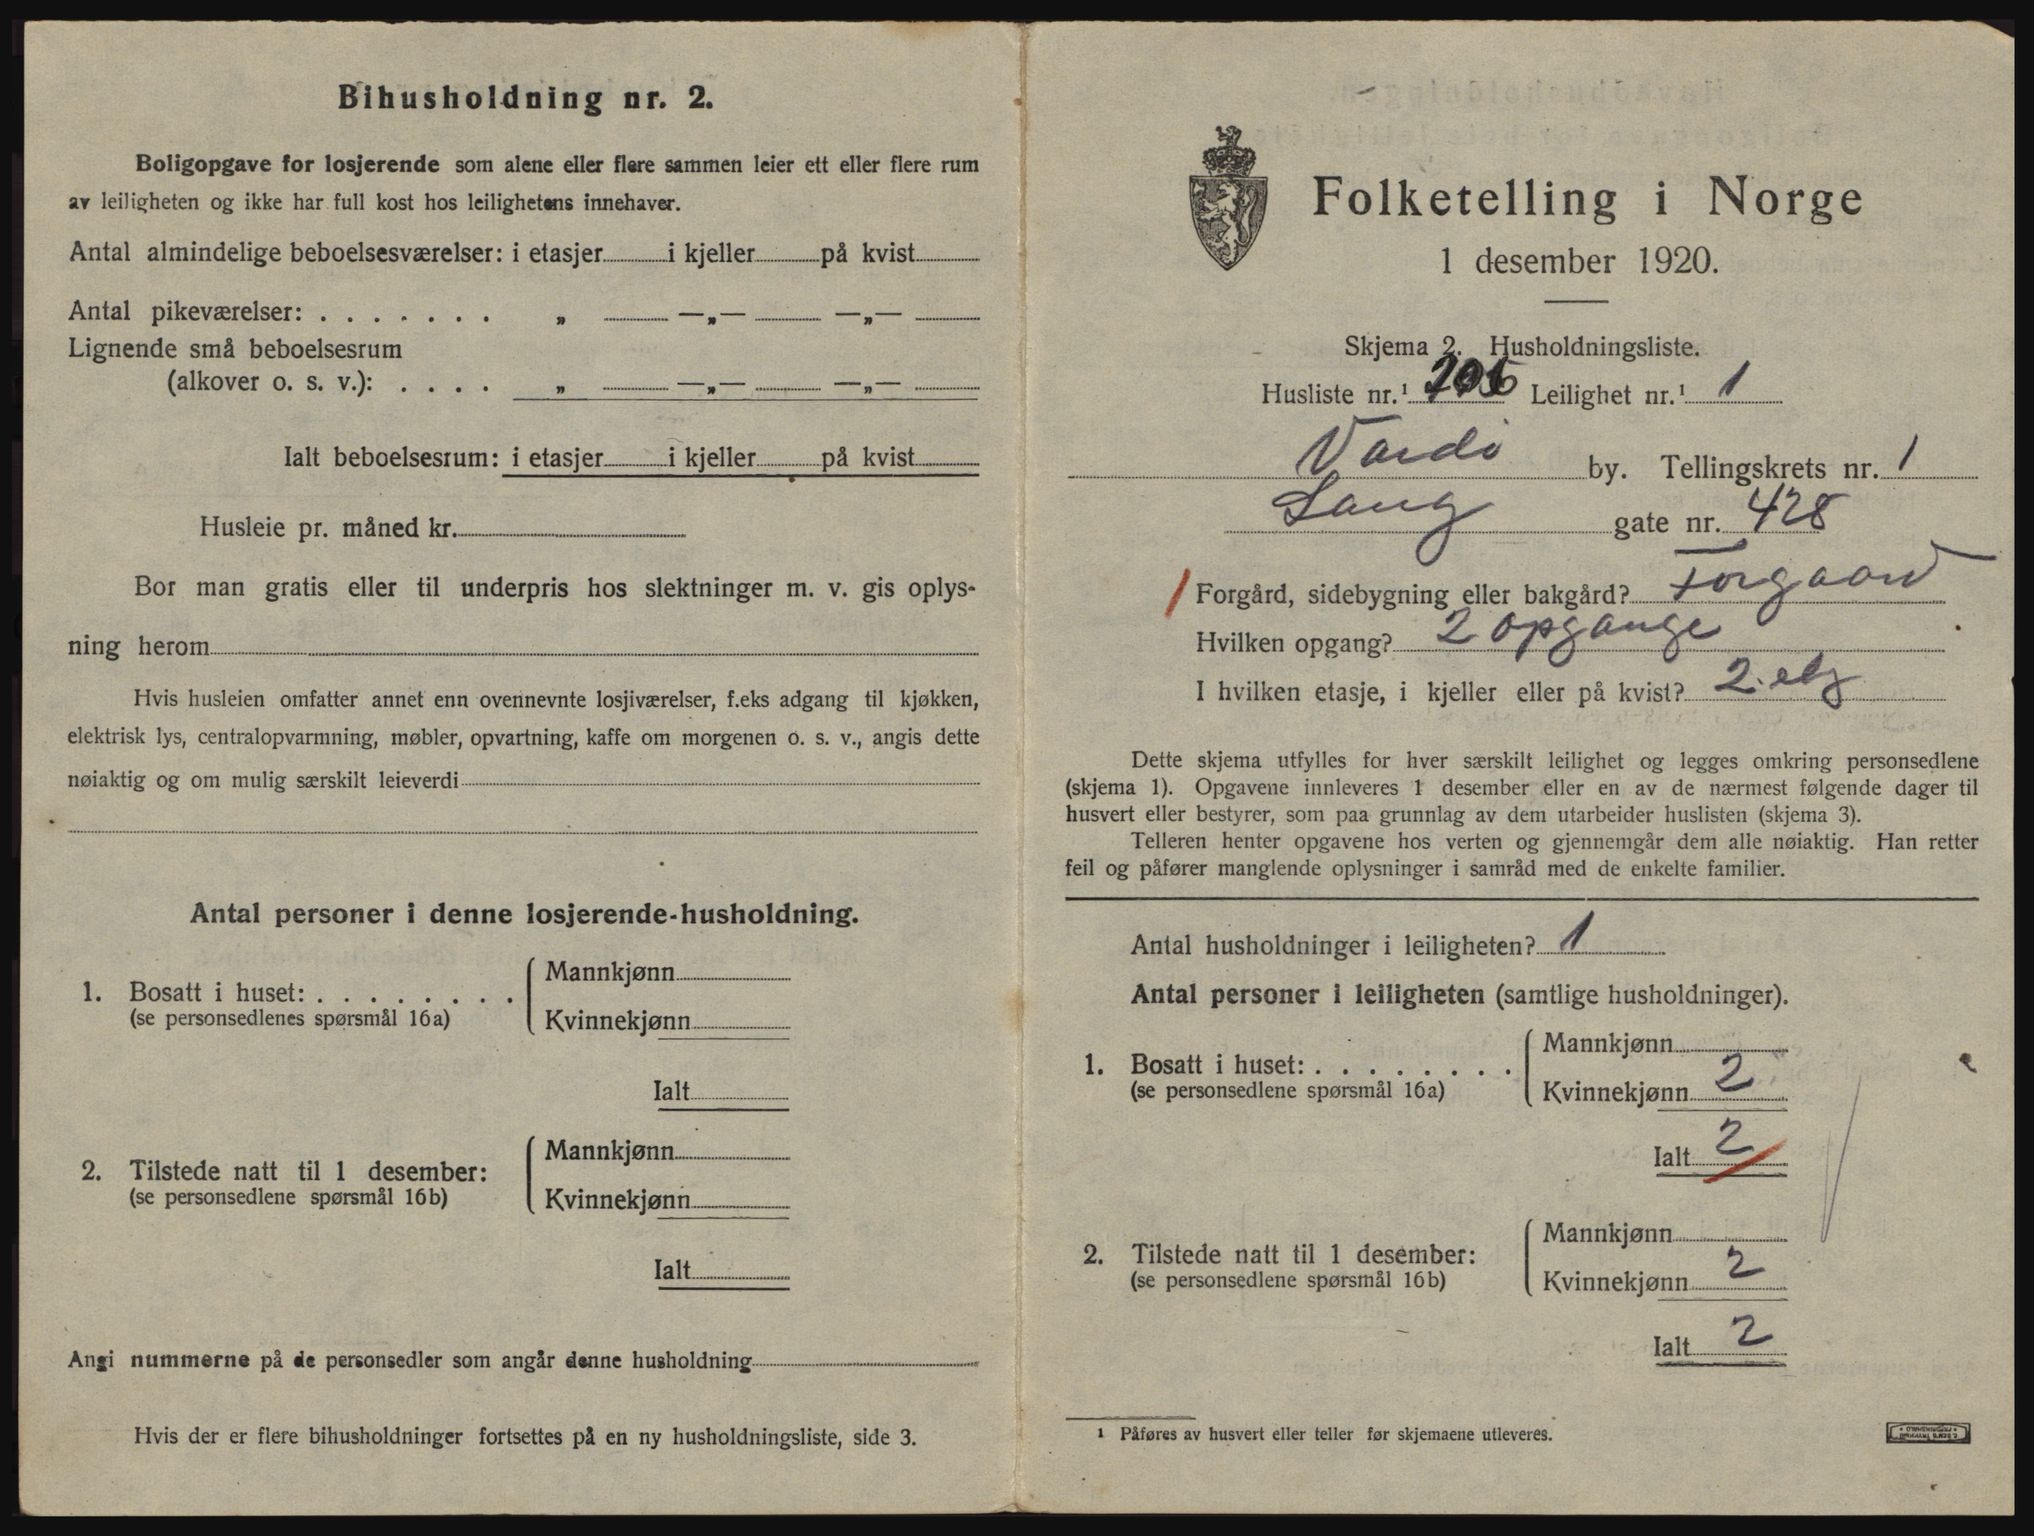 Bihusholdning nr. 2.
Boligopgave for losjerende som alene eller flere sammen leier ett eller flere rum
av leiligheten og ikke har full kost hos leilighetens innehaver.
Antal almindelige beboelsesværelser: i etasjer i kjeller på kvist
Antal pikeværelser: . . . . . . . „ —„— —„—
Lignende små beboelsesrum
(alkover o. s. v.): . . . . „ —„— —„—
Ialt beboelsesrum: i etasjer i kjeller på kvist
Husleie pr. måned kr.
Bor man gratis eller til underpris hos slektninger m. v. gis oplys-
ning herom
Hvis husleien omfatter annet enn ovennevnte losjiværelser, f.eks adgang til kjøkken,
elektrisk lys, centralopvarmning, møbler, opvartning, kaffe om morgenen o. s. v., angis dette
nøiaktig og om mulig særskilt leieverdi
Antal personer i denne losjerende-husholdning.
1. Bosatt i huset: . . . . . . . . Mannkjønn
(se personsedlenes spørsmål 16a) Kvinnekjønn
Ialt
2. Tilstede natt til 1 desember: Mannkjønn
(se personsedlene spørsmål 16b) Kvinnekjønn
Ialt
Angi nummerne på de personsedler som angår denne husholdning
Hvis der er flere bihusholdninger fortsettes på en ny husholdningsliste, side 3.
Folketelling i Norge
1 desember 1920.
Skjema 2. Husholdningsliste.
Husliste nr.¹ Leilighet nr.¹ 1
Vardö by. Tellingskrets nr. 1
Lang gate nr. 428
Forgård, sidebygning eller bakgård? Forgaard
Hvilken opgang? 2 opgange
I hvilken etasje, i kjeller eller på kvist? 2. etg
Dette skjema utfylles for hver særskilt leilighet og legges omkring personsedlene
(skjema 1). Opgavene innleveres 1 desember eller en av de nærmest følgende dager til
husvert eller bestyrer, som paa grunnlag av dem utarbeider huslisten (skjema 3).
Telleren henter opgavene hos verten og gjennemgår dem alle nøiaktig. Han retter
feil og påfører manglende oplysninger i samråd med de enkelte familier.
Antal husholdninger i leiligheten? 1
Antal personer i leiligheten (samtlige husholdninger).
1. Bosatt i huset: . . . . . . . . Mannkjønn
(se personsedlene spørsmål 16a) Kvinnekjønn 2
Ialt 2
2. Tilstede natt til 1 desember: Mannkjønn
(se personsedlene spørsmål 16b) Kvinnekjønn 2
Ialt 2
¹ Påføres av husvert eller teller før skjemaene utleveres.